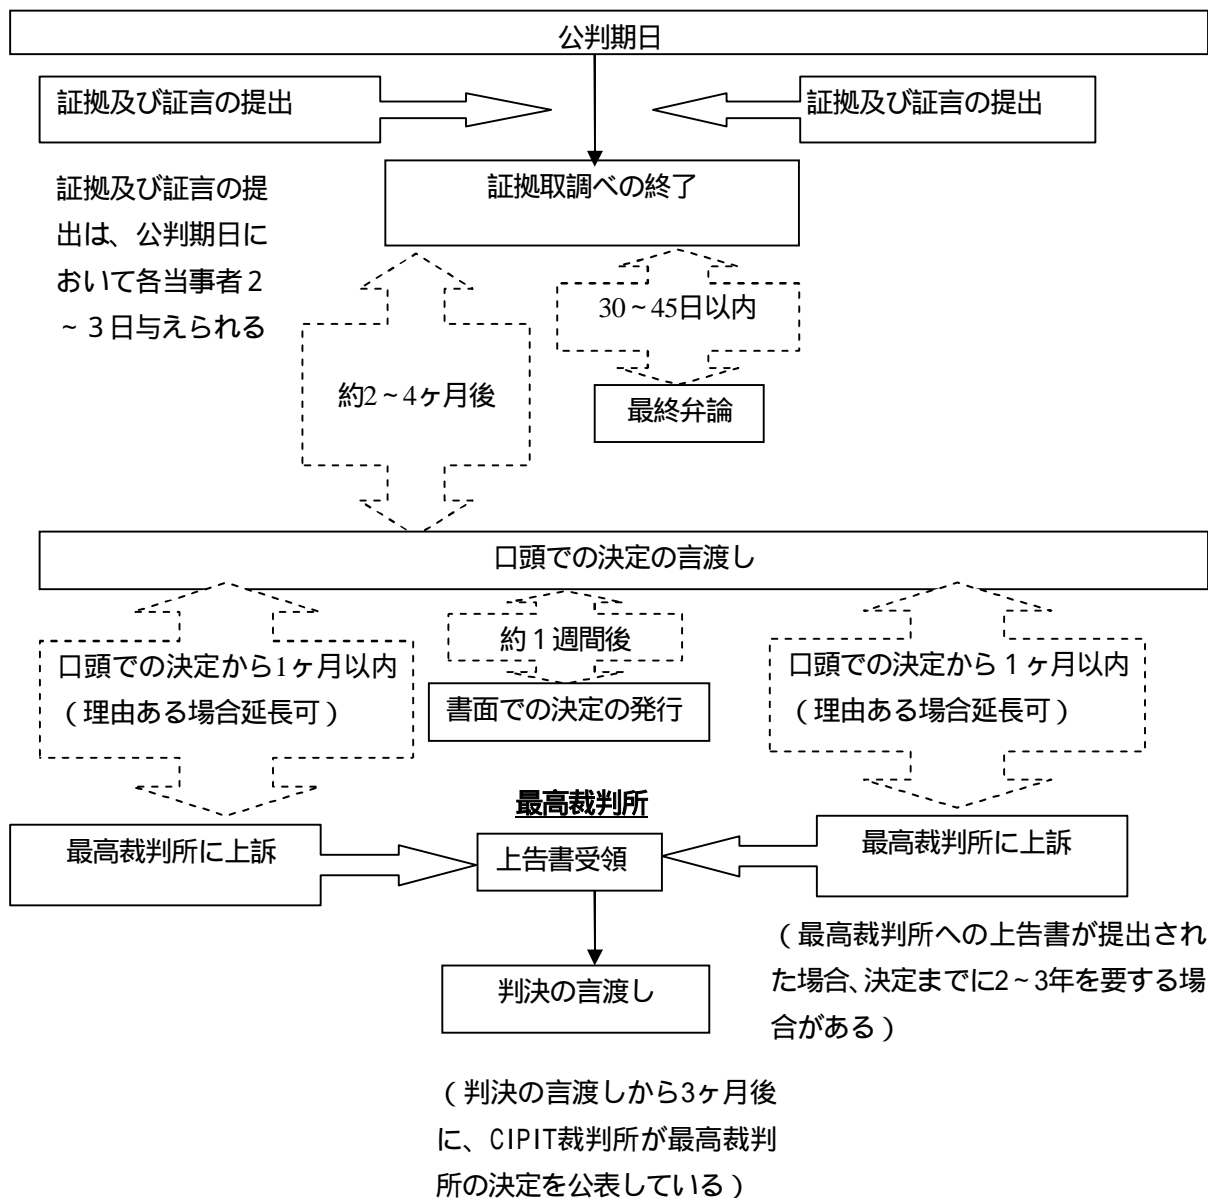 公判期日
証拠及び証言の提出
証拠及び証言の提出
証拠取調べの終了
証拠及び証言の提
出は、公判期日に
おいて各当事者２
～３日与えられる
30～45日以内
約2～4ヶ月後
最終弁論
口頭での決定の言渡し
口頭での決定から1ヶ月以内
（理由ある場合延長可）
約１週間後
口頭での決定から１ヶ月以内
（理由ある場合延長可）
書面での決定の発行
最高裁判所
最高裁判所に上訴
上告書受領
最高裁判所に上訴
（最高裁判所への上告書が提出され
た場合、決定までに2～3年を要する場
合がある）
判決の言渡し
（判決の言渡しから3ヶ月後
に、CIPIT裁判所が最高裁判
所の決定を公表している）